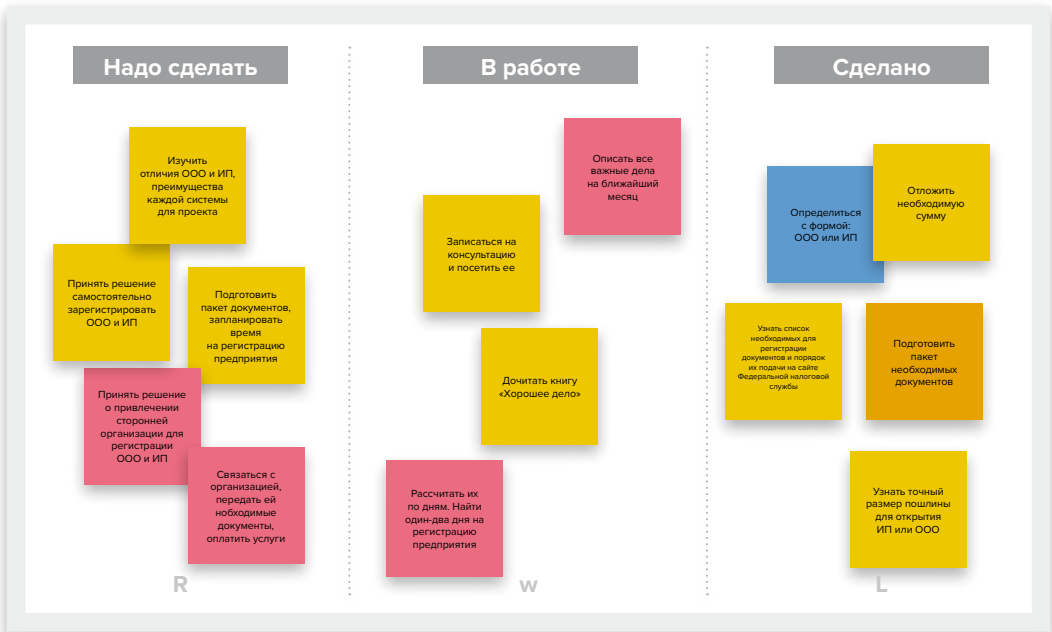 Надо сделать
Изучить
отличия ООО и ИП,
преимущества
каждой системы
для проекта
Принять решение
самостоятельно
зарегистрировать
ООО и ИП
Подготовить
пакет документов,
запланировать
время
на регистрацию
предприятия
Принять решение
о привлечении
сторонней
организации для
регистрации
ООО и ИП
Связаться с
организацией,
передать ей
нобходимые
документы,
оплатить услуги
R
В работе
Описать все
важные дела
на ближайший
месяц
Записаться на
консультацию
и посетить ее
Дочитать книгу
«Хорошее дело»
Рассчитать их
по дням. Найти
один-два дня на
регистрацию
предприятия
w
Сделано
Определиться
с формой:
ООО или ИП
Отложить
необходимую
сумму
Узнать список
необходимых для
регистрации
документов и порядок
их подачи на сайте
Федеральной налоговой
службы
Подготовить
пакет
необходимых
документов
Узнать точный
размер пошлины
для открытия
ИП или ООО
L